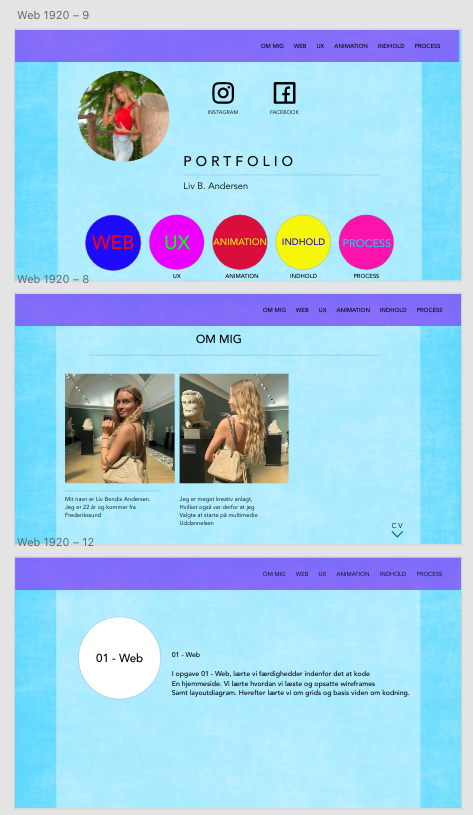 Web 1920 – 9
OM MIG WEB UX ANIMATION INDHOLD PROCESS
INSTAGRAM FACEBOOK
PORTFOLIO
Liv B. Andersen
WEB UX ANIMATION INDHOLD PROCESS
UX ANIMATION INDHOLD PROCESS
Web 1920 – 8
OM MIG WEB UX ANIMATION INDHOLD PROCESS
OM MIG
Mit navn er Liv Bendix Andersen.
Jeg er 22 år og kommer fra
Frederikssund
Jeg er meget kreativ anlagt,
Hvilket også var derfor at jeg
Valgte at starte på multimedie
Uddannelsen
CV
Web 1920 – 12
OM MIG WEB UX ANIMATION INDHOLD PROCESS
01 - Web
01 - Web
I opgave 01 - Web, lærte vi færdighedder indenfor det at kode
En hjemmeside. Vi lærte hvordan vi læste og opsatte wireframes
Samt layoutdiagram. Herefter lærte vi om grids og basis viden om kodning.